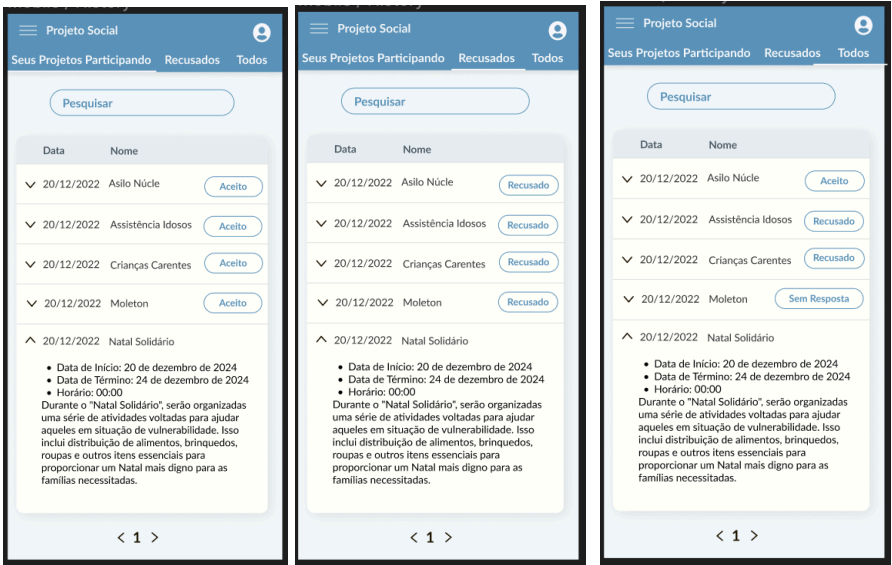 Projeto Social
Seus Projetos Participando Recusados Todos
Pesquisar
Data Nome
20/12/2022 Asilo Núcle Aceito
20/12/2022 Assistência Idosos Aceito
20/12/2022 Crianças Carentes Aceito
20/12/2022 Moleton Aceito
20/12/2022 Natal Solidário
• Data de Início: 20 de dezembro de 2024
• Data de Término: 24 de dezembro de 2024
• Horário: 00:00
Durante o "Natal Solidário", serão organizadas
uma série de atividades voltadas para ajudar
aqueles em situação de vulnerabilidade. Isso
inclui distribuição de alimentos, brinquedos,
roupas e outros itens essenciais para
proporcionar um Natal mais digno para as
famílias necessitadas.
< 1 >
Projeto Social
Seus Projetos Participando Recusados Todos
Pesquisar
Data Nome
20/12/2022 Asilo Núcle Recusado
20/12/2022 Assistência Idosos Recusado
20/12/2022 Crianças Carentes Recusado
20/12/2022 Moleton Recusado
20/12/2022 Natal Solidário
• Data de Início: 20 de dezembro de 2024
• Data de Término: 24 de dezembro de 2024
• Horário: 00:00
Durante o "Natal Solidário", serão organizadas
uma série de atividades voltadas para ajudar
aqueles em situação de vulnerabilidade. Isso
inclui distribuição de alimentos, brinquedos,
roupas e outros itens essenciais para
proporcionar um Natal mais digno para as
famílias necessitadas.
< 1 >
Projeto Social
Seus Projetos Participando Recusados Todos
Pesquisar
Data Nome
20/12/2022 Asilo Núcle Aceito
20/12/2022 Assistência Idosos Recusado
20/12/2022 Crianças Carentes Recusado
20/12/2022 Moleton Sem Resposta
20/12/2022 Natal Solidário
• Data de Início: 20 de dezembro de 2024
• Data de Término: 24 de dezembro de 2024
• Horário: 00:00
Durante o "Natal Solidário", serão organizadas
uma série de atividades voltadas para ajudar
aqueles em situação de vulnerabilidade. Isso
inclui distribuição de alimentos, brinquedos,
roupas e outros itens essenciais para
proporcionar um Natal mais digno para as
famílias necessitadas.
< 1 >